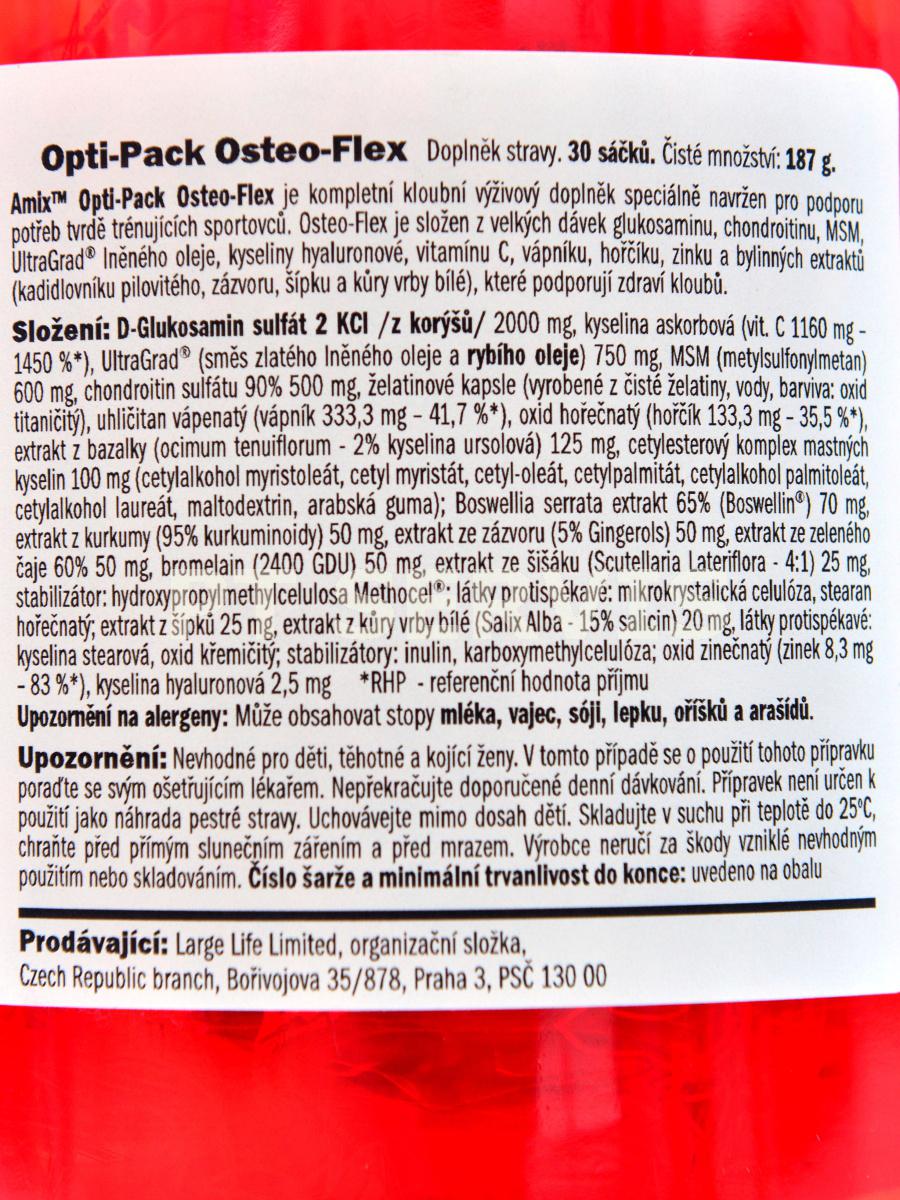 Opti-Pack Osteo-Flex Doplněk stravy. 30 sáčků. Čisté množství: 187 g.
Amix™ Opti-Pack Osteo-Flex je kompletní kloubní výživový doplněk speciálně navržen pro podporu
potřeb tvrdě trénujících sportovců. Osteo-Flex je složen z velkých dávek glukosaminu, chondroitinu, MSM,
UltraGrad® lněného oleje, kyseliny hyaluronové, vitamínu C, vápníku, hořčíku, zinku a bylinných extraktů
(kadidlovníku pilovitého, zázvoru, šípku a kůry vrby bílé), které podporují zdraví kloubů.
Složení: D-Glukosamin sulfát 2 KCl /z korýšů/ 2000 mg, kyselina askorbová (vit. C 1160 mg -
1450 %*), UltraGrad® (směs zlatého lněného oleje a rybího oleje) 750 mg, MSM (metylsulfonylmetan)
600 mg, chondroitin sulfátu 90% 500 mg, želatinové kapsle (vyrobené z čisté želatiny, vody, barviva: oxid
titaničitý), uhličitan vápenatý (vápník 333,3 mg - 41,7 %*), oxid hořečnatý (hořčík 133,3 mg - 35,5 %*),
extrakt z bazalky (ocimum tenuiflorum - 2% kyselina ursolová) 125 mg, cetylesterový komplex mastných
kyselin 100 mg (cetylalkohol myristoleát, cetyl myristát, cetyl-oleát, cetylpalmitát, cetylalkohol palmitoleát,
cetylalkohol laureát, maltodextrin, arabská guma); Boswellia serrata extrakt 65% (Boswellin®) 70 mg,
extrakt z kurkumy (95% kurkuminoidy) 50 mg, extrakt ze zázvoru (5% Gingerols) 50 mg, extrakt ze zeleného
čaje 60% 50 mg, bromelain (2400 GDU) 50 mg, extrakt ze šišáku (Scutellaria Lateriflora - 4:1) 25 mg,
stabilizátor: hydroxypropylmethylcelulosa Methocel®; látky protispékavé: mikrokrystalická celulóza, stearan
hořečnatý; extrakt z šípků 25 mg, extrakt z kůry vrby bílé (Salix Alba - 15% salicin) 20 mg, látky protispékavé:
kyselina stearová, oxid křemičitý; stabilizátory: inulin, karboxymethylcelulóza; oxid zinečnatý (zinek 8,3 mg
- 83 %*), kyselina hyaluronová 2,5 mg *RHP - referenční hodnota příjmu
Upozornění na alergeny: Může obsahovat stopy mléka, vajec, sóji, lepku, oříšků a arašídů.
Upozornění: Nevhodné pro děti, těhotné a kojící ženy. V tomto případě se o použití tohoto přípravku
poraďte se svým ošetřujícím lékařem. Nepřekračujte doporučené denní dávkování. Přípravek není určen k
použití jako náhrada pestré stravy. Uchovávejte mimo dosah dětí. Skladujte v suchu při teplotě do 25°C,
chraňte před přímým slunečním zářením a před mrazem. Výrobce neručí za škody vzniklé nevhodným
použitím nebo skladováním. Číslo šarže a minimální trvanlivost do konce: uvedeno na obalu
Prodávající: Large Life Limited, organizační složka,
Czech Republic branch, Bořivojova 35/878, Praha 3, PSČ 130 00